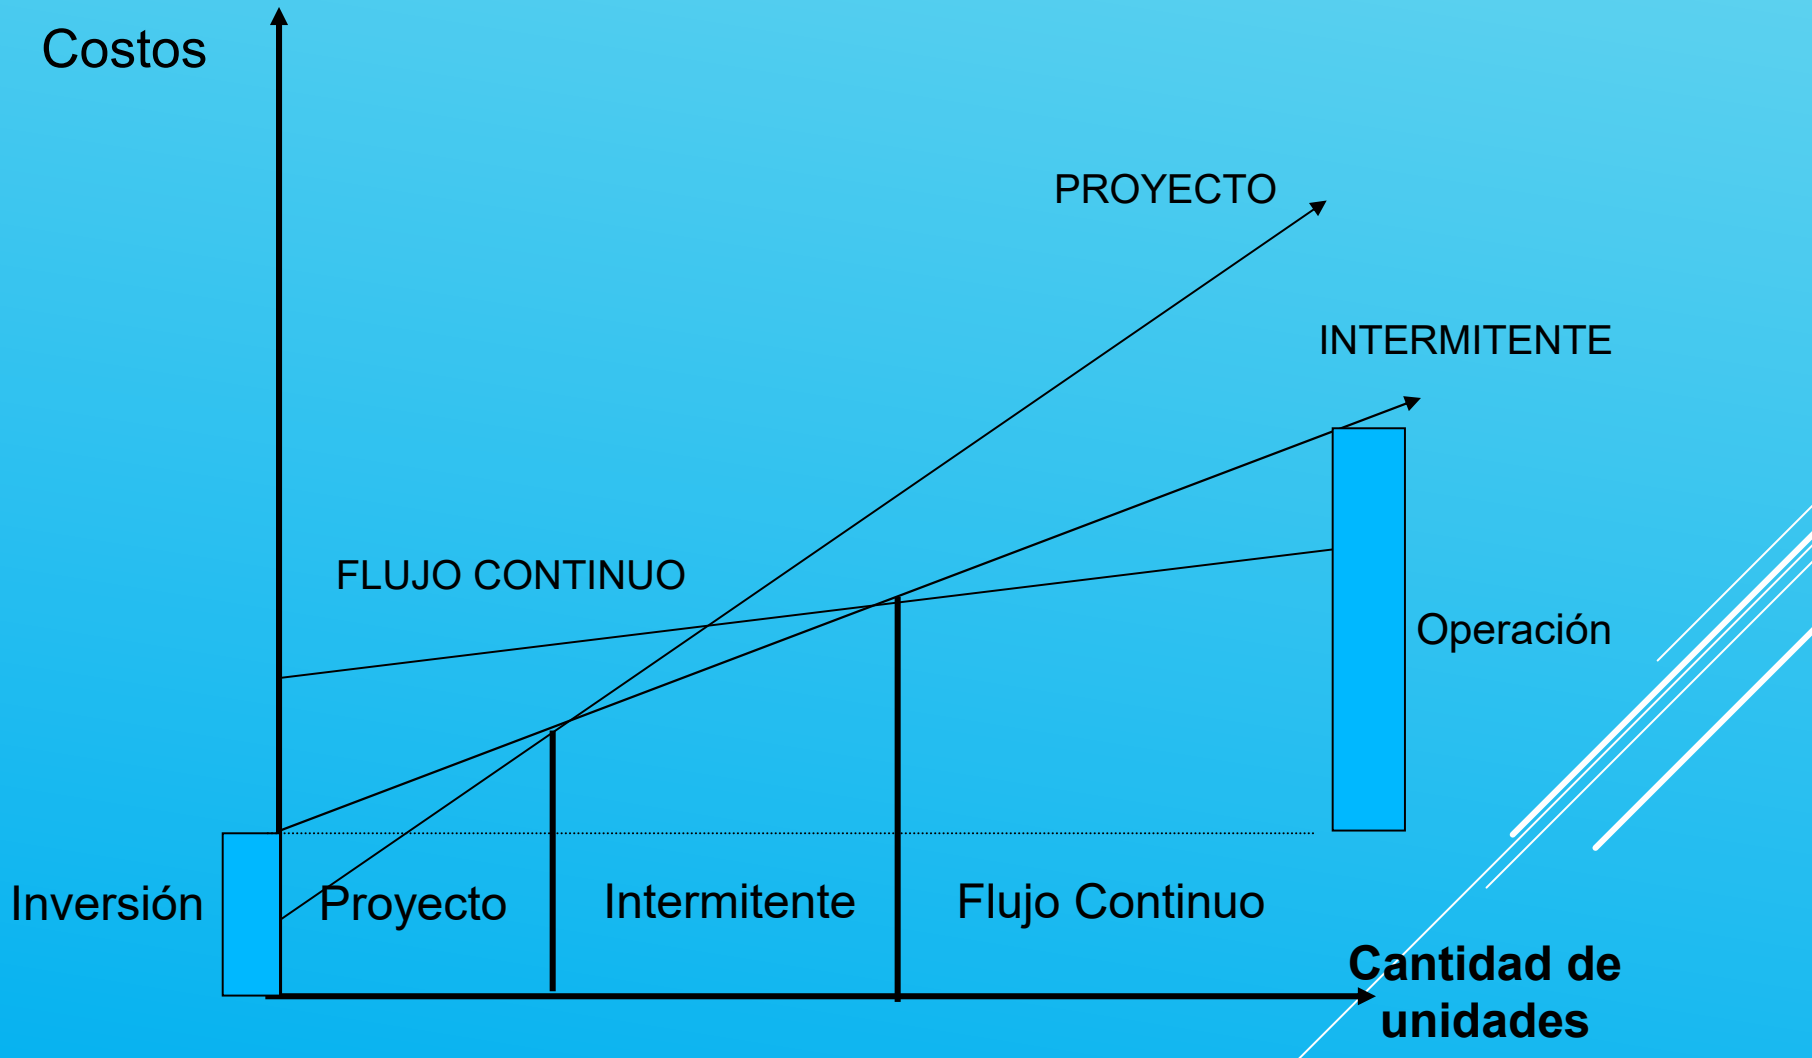 Costos
PROYECTO
INTERMITENTE
FLUJO CONTINUO
Operación
Inversión
Proyecto
Intermitente
Flujo Continuo
Cantidad de
unidades